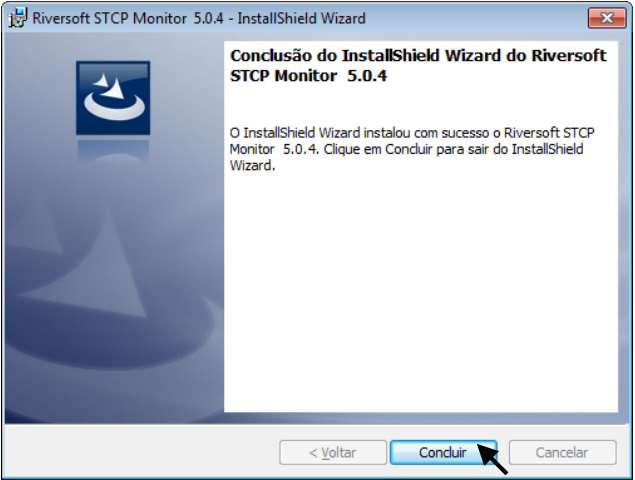 Riversoft STCP Monitor  5.0.4 - InstallShield Wizard
Conclusão do InstallShield Wizard do Riversoft
STCP Monitor  5.0.4
O InstallShield Wizard instalou com sucesso o Riversoft STCP
Monitor  5.0.4. Clique em Concluir para sair do InstallShield
Wizard.
< Voltar
Concluir
Cancelar